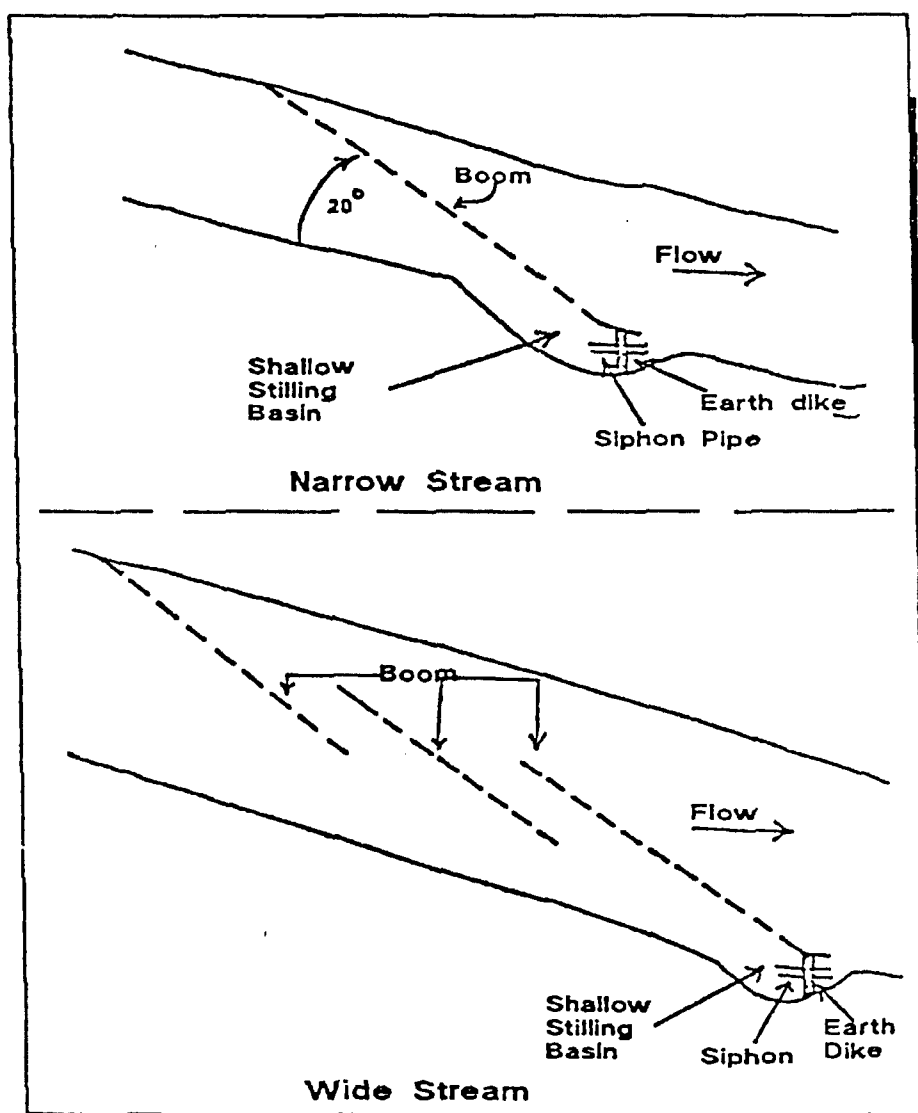 Boom
20°
Flow
Shallow
Stilling
Basin
Earth dike
Siphon Pipe
Narrow Stream
Boom
Flow
Shallow
Stilling
Basin
Siphon
Earth
Dike
Wide Stream